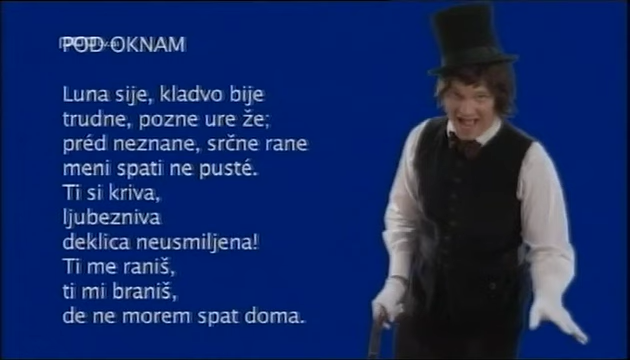 POD OKNAM
Luna sije, kladvo bije
trudne, pozne ure že;
préd neznane, srčne rane
meni spati ne pusté.
Ti si kriva,
ljubezniva
deklica neusmiljena!
Ti me raniš,
ti mi braniš,
de ne morem spat doma.